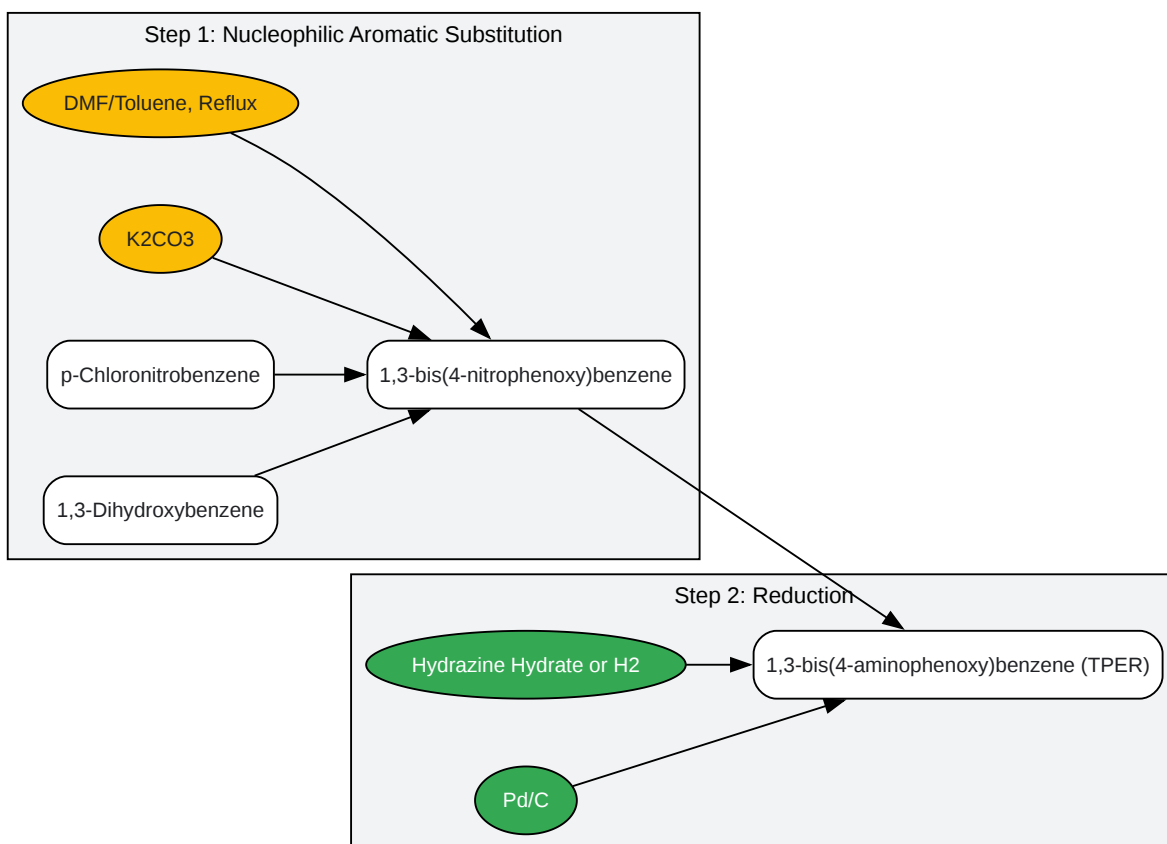 Step 1: Nucleophilic Aromatic Substitution
DMF/Toluene, Reflux
K2CO3
p-Chloronitrobenzene
1,3-bis(4-nitrophenoxy)benzene
1,3-Dihydroxybenzene
Step 2: Reduction
Hydrazine Hydrate or H2
1,3-bis(4-aminophenoxy)benzene (TPER)
Pd/C